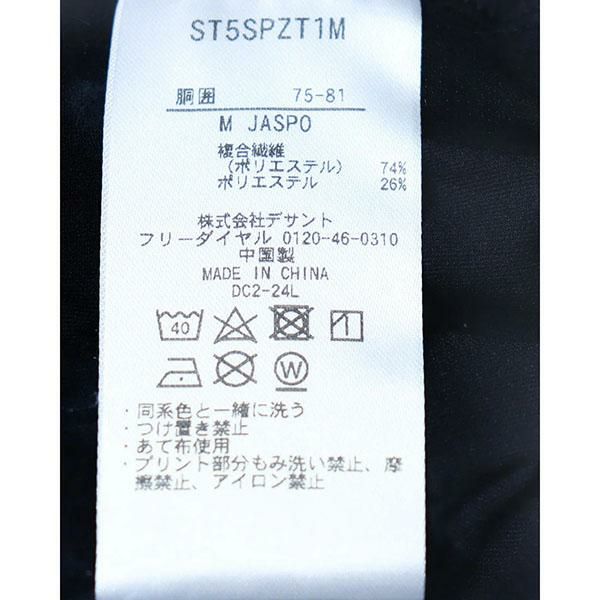 ST5SPZT1M
胴囲 75-81
M JASPO
複合繊維
(ポリエステル) 74%
ポリエステル 26%
株式会社デサント
フリーダイヤル 0120-46-0310
中国製
MADE IN CHINA
DC2-24L
40
W
・同系色と一緒に洗う
・つけ置き禁止
・あて布使用
・プリント部分もみ洗い禁止、摩
擦禁止、アイロン禁止